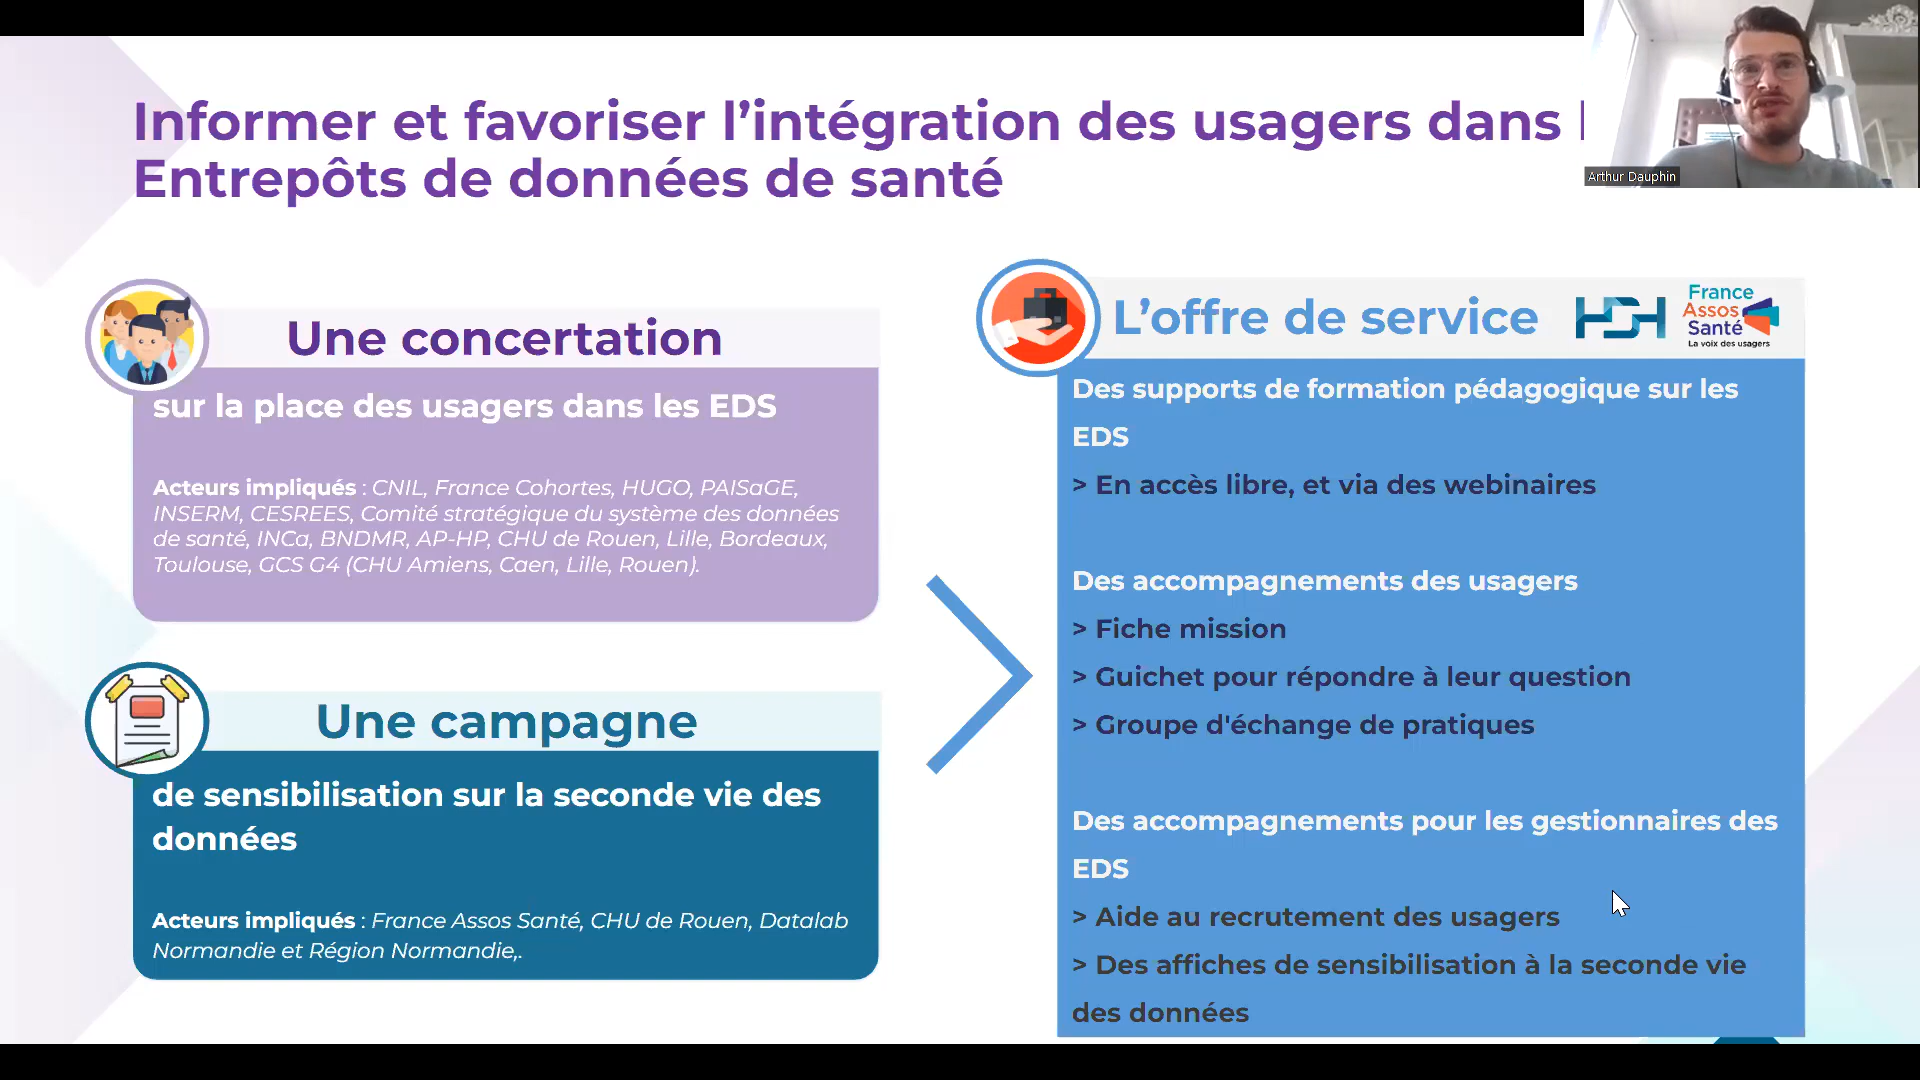 Informer et favoriser l’intégration des usagers dans
Entrepôts de données de santé
Arthur Dauphin
Une concertation
sur la place des usagers dans les EDS
Acteurs impliqués : CNIL, France Cohortes, HUGO, PAISaGE,
INSERM, CESREES, Comité stratégique du système des données
de santé, INCa, BNDMR, AP-HP, CHU de Rouen, Lille, Bordeaux,
Toulouse, GCS G4 (CHU Amiens, Caen, Lille, Rouen).
Une campagne
de sensibilisation sur la seconde vie des
données
Acteurs impliqués : France Assos Santé, CHU de Rouen, Datalab
Normandie et Région Normandie,.
L’offre de service
HDH
France
Assos
Santé
La voix des usagers
Des supports de formation pédagogique sur les
EDS
> En accès libre, et via des webinaires
Des accompagnements des usagers
> Fiche mission
> Guichet pour répondre à leur question
> Groupe d'échange de pratiques
Des accompagnements pour les gestionnaires des
EDS
> Aide au recrutement des usagers
> Des affiches de sensibilisation à la seconde vie
des données